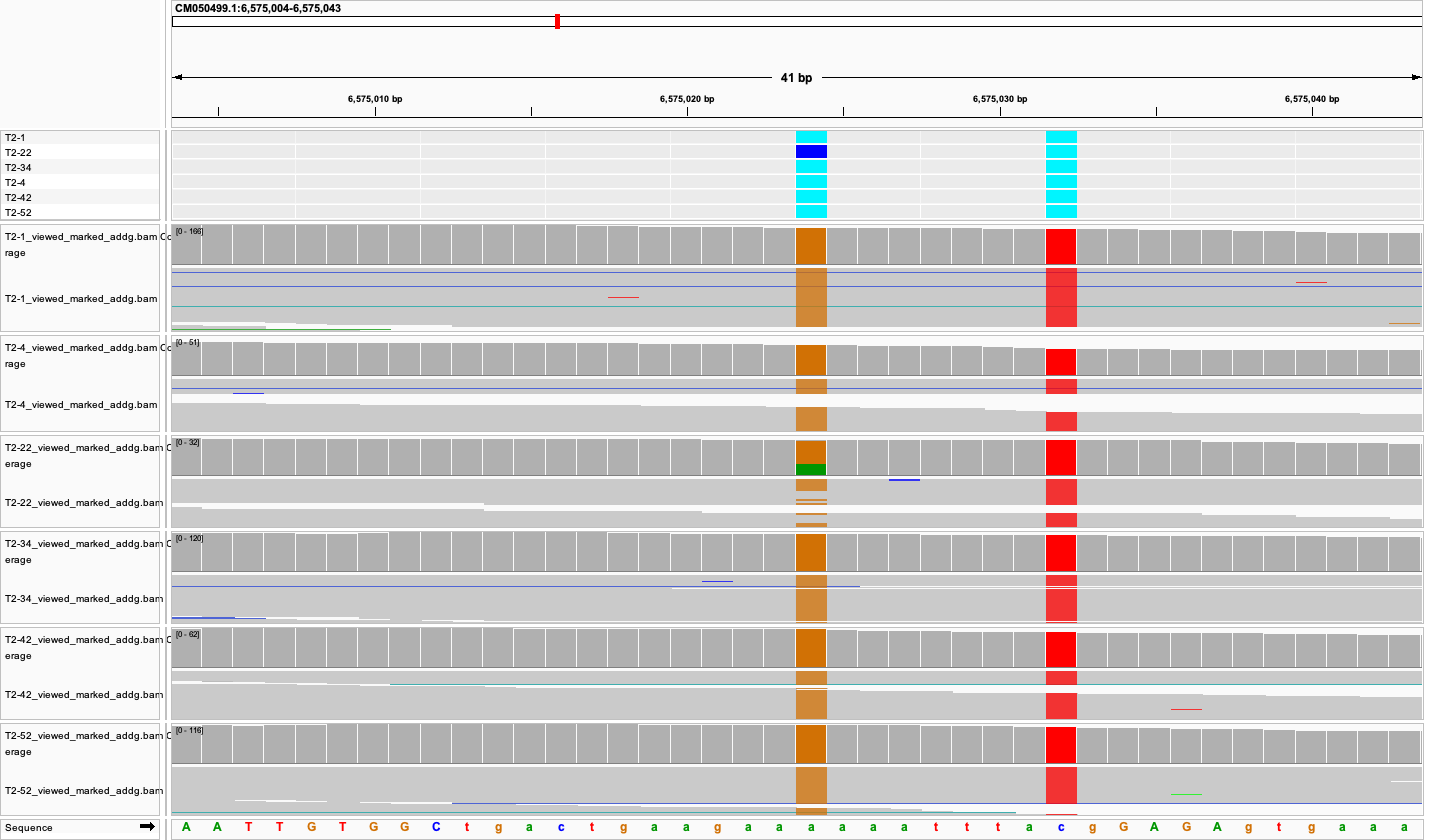 CM050499.1:6,575,004-6,575,043
41 bp
6,575,010 bp 6,575,020 bp 6,575,030 bp 6,575,040 bp
T2-1
T2-22
T2-34
T2-4
T2-42
T2-52
T2-1_viewed_marked_addg.bam Co
rage
[0 - 166]
T2-1_viewed_marked_addg.bam
T2-4_viewed_marked_addg.bam Co
rage
[0 - 51]
T2-4_viewed_marked_addg.bam
T2-22_viewed_marked_addg.bam C
erage
[0 - 32]
T2-22_viewed_marked_addg.bam
T2-34_viewed_marked_addg.bam C
erage
[0 - 120]
T2-34_viewed_marked_addg.bam
T2-42_viewed_marked_addg.bam C
erage
[0 - 62]
T2-42_viewed_marked_addg.bam
T2-52_viewed_marked_addg.bam C
erage
[0 - 116]
T2-52_viewed_marked_addg.bam
Sequence A A T T G T G G C t g a c t g a a g a a a a a a t t t a c g G A G A g t g a a a